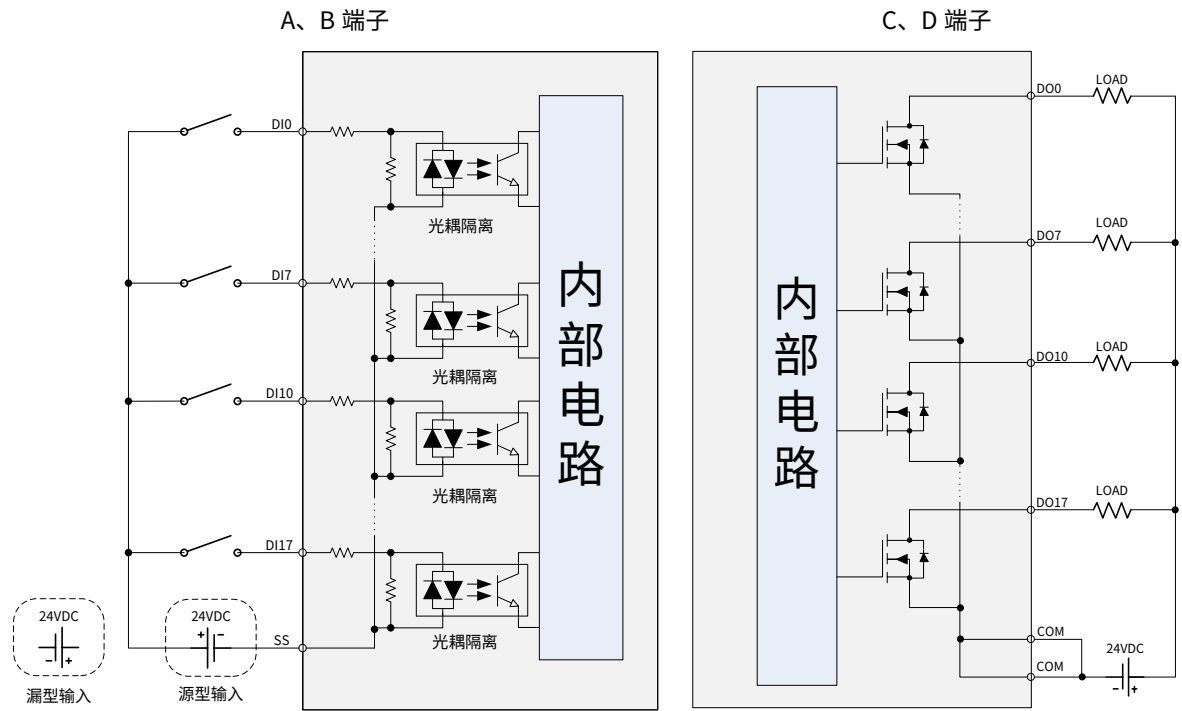 A、B 端子
C、D 端子
DI0
光耦隔离
DI7
光耦隔离
DI10
光耦隔离
DI17
光耦隔离
SS
内部电路
24VDC
- +
漏型输入
24VDC
+ -
源型输入
内部电路
DO0
LOAD
DO7
LOAD
DO10
LOAD
DO17
LOAD
COM
COM
24VDC
- +